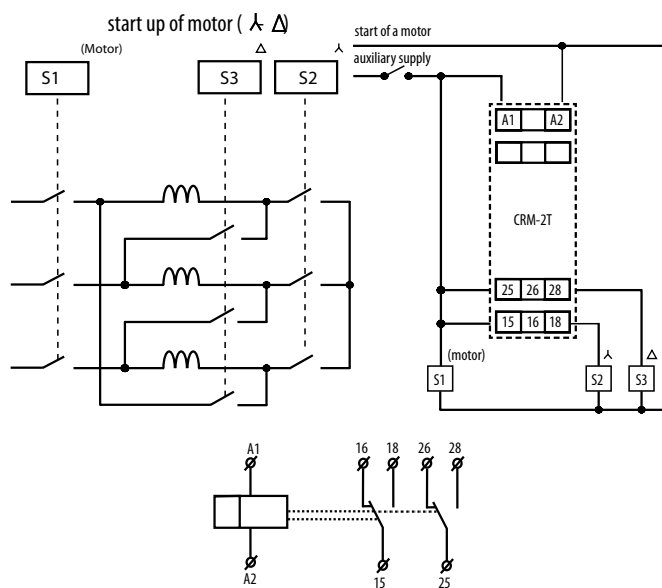 start up of motor ( ⅄ Δ)
(Motor)
Δ
⅄
S1
S3
S2
start of a motor
auxiliary supply
A1
A2
CRM-2T
25 26 28
15 16 18
(motor)
⅄
Δ
S1
S2
S3
A1
16
18
26
28
A2
15
25